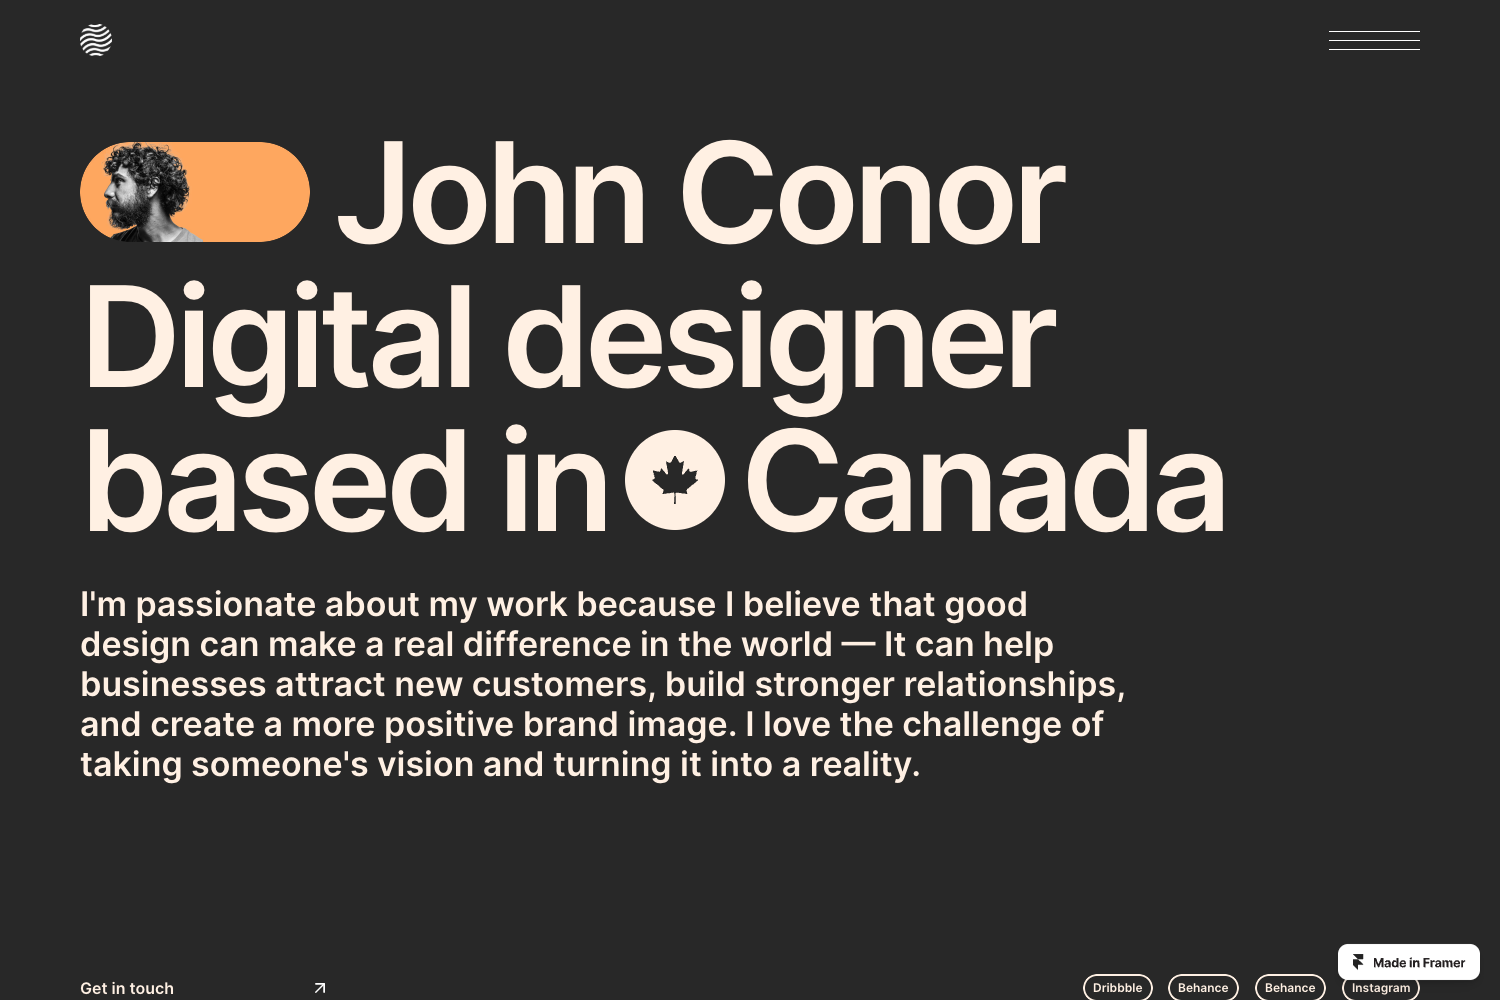 John Conor
Digital designer
based in Canada
I'm passionate about my work because I believe that good
design can make a real difference in the world — It can help
businesses attract new customers, build stronger relationships,
and create a more positive brand image. I love the challenge of
taking someone's vision and turning it into a reality.
Made in Framer
Get in touch
Dribbble
Behance
Behance
Instagram